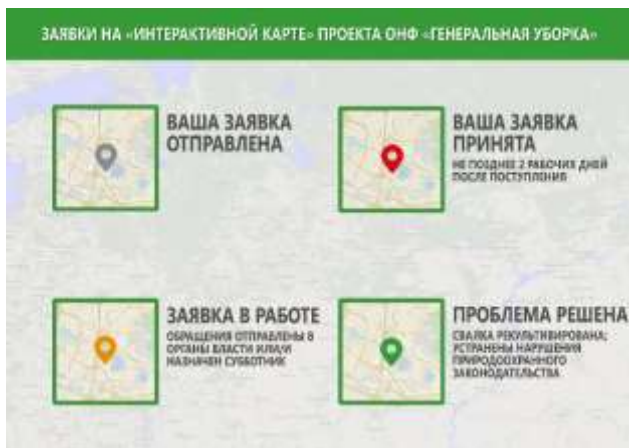 ЗАЯВКИ НА «ИНТЕРАКТИВНОЙ КАРТЕ» ПРОЕКТА ОНФ «ГЕНЕРАЛЬНАЯ УБОРКА»
ВАША ЗАЯВКА
ОТПРАВЛЕНА
ВАША ЗАЯВКА
ПРИНЯТА
НЕ ПОЗДНЕЕ 2 РАБОЧИХ ДНЕЙ
ПОСЛЕ ПОСТУПЛЕНИЯ
ЗАЯВКА В РАБОТЕ
ОБРАЩЕНИЯ ОТПРАВЛЕНЫ В
ОРГАНЫ ВЛАСТИ ИЛИ/И
НАЗНАЧЕН СУББОТНИК
ПРОБЛЕМА РЕШЕНА
СВАЛКА РЕКУЛЬТИВИРОВАНА;
УСТРАНЕНЫ НАРУШЕНИЯ
ПРИРОДООХРАННОГО
ЗАКОНОДАТЕЛЬСТВА